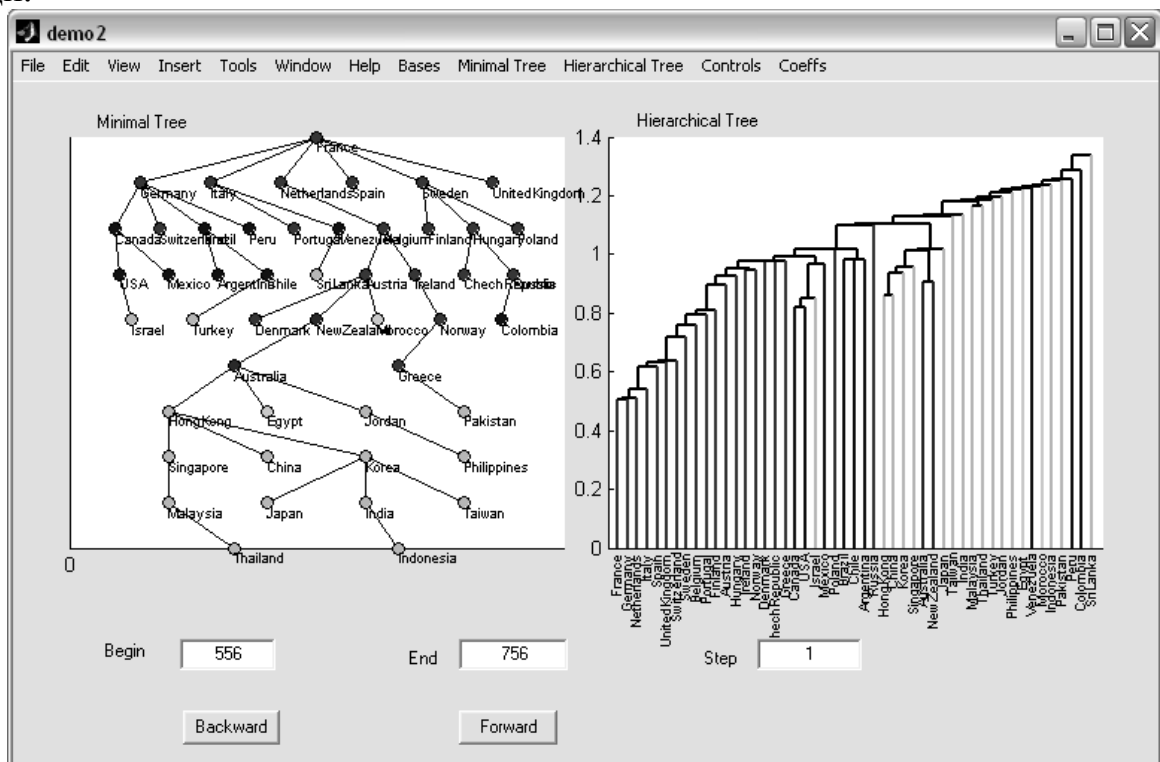 demo2
File Edit View Insert Tools Window Help Bases Minimal Tree Hierarchical Tree Controls Coeffs
Minimal Tree
France
Germany Italy Netherlands Spain Sweden United Kingdom
Canada Switzerland Brazil Peru Portugal Venezuela Belgium Finland Hungary Poland
USA Mexico Argentina Chile Sri Lanka Austria Ireland Chech Republic
Israel Turkey Denmark New Zealand Morocco Norway Colombia
Australia Greece
Hong Kong Egypt Jordan Pakistan
Singapore China Korea Philippines
Malaysia Japan India Taiwan
Thailand Indonesia
0
Hierarchical Tree
1.4
1.2
1
0.8
0.6
0.4
0.2
0
France
Germany
Netherlands
Italy
Spain
United Kingdom
Switzerland
Sweden
Belgium
Portugal
Finland
Austria
Hungary
Ireland
Norway
Denmark
hech Republic
Greece
Canada
USA
Israel
Mexico
Poland
Brazil
Chile
Argentina
Russia
Hong Kong
China
Korea
Singapore
Australia
New Zealand
Japan
Taiwan
India
Malaysia
Thailand
Turkey
Jordan
Philippines
Egypt
Venezuela
Morocco
Indonesia
Pakistan
Peru
Colombia
Sri Lanka
Begin 556 End 756 Step 1
Backward Forward